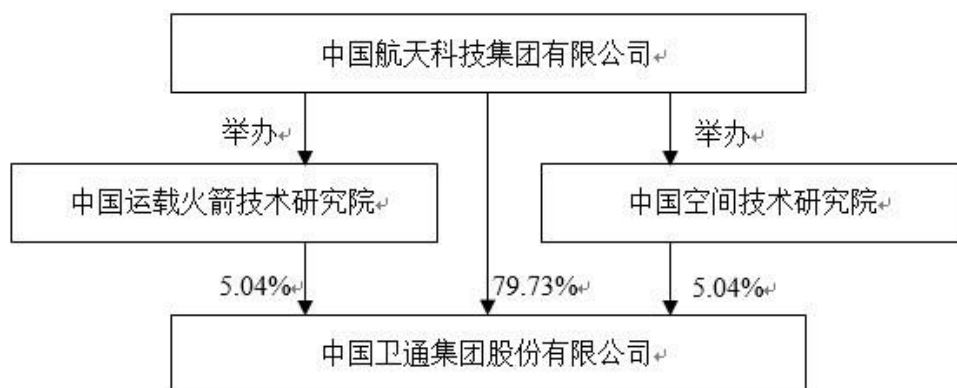 中国航天科技集团有限公司
举办
举办
中国运载火箭技术研究院
中国空间技术研究院
5.04%
79.73%
5.04%
中国卫通集团股份有限公司